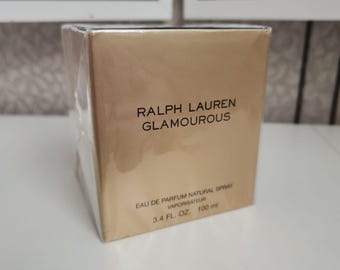 RALPH LAUREN
GLAMOUROUS
EAU DE PARFUM NATURAL SPRAY
VAPORISATEUR
3.4 FL. OZ. 100 ml